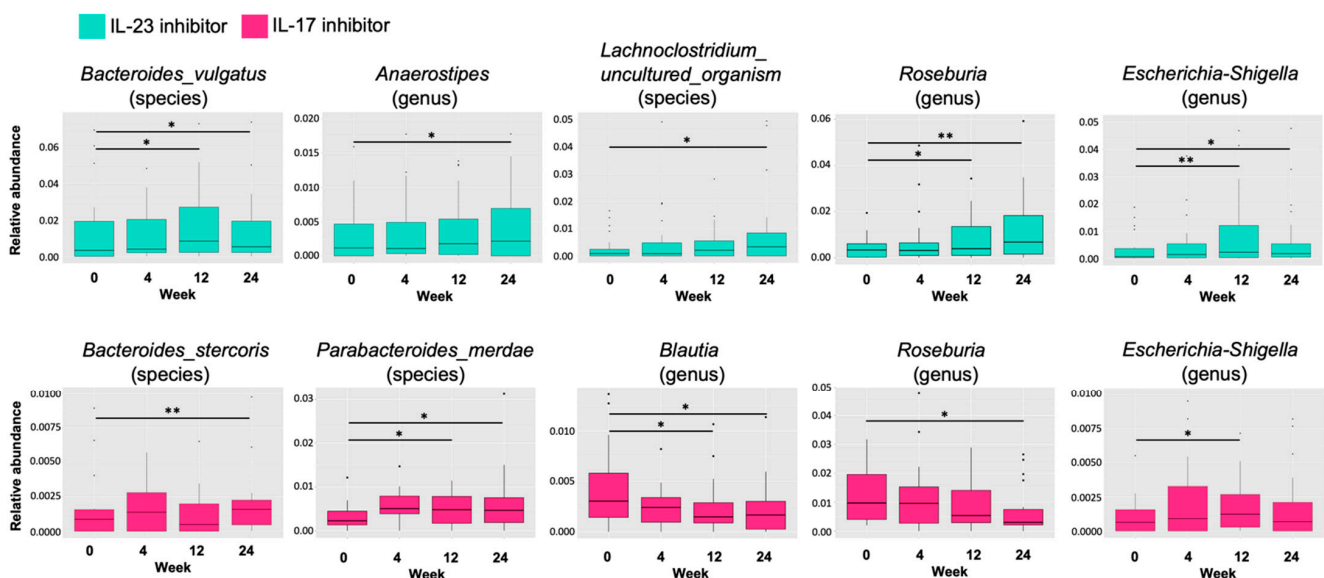 IL-23 inhibitor IL-17 inhibitor
Bacteroides_vulgatus
(species)
Relative abundance
0.06
0.04
0.02
0.00
* 
*
0 4 12 24
Week
Anaerostipes
(genus)
0.020
0.015
0.010
0.005
0.000
*
0 4 12 24
Week
Lachnoclostridium_
uncultured_organism
(species)
0.05
0.04
0.03
0.02
0.01
0.00
*
0 4 12 24
Week
Roseburia
(genus)
0.06
0.04
0.02
0.00
**
*
0 4 12 24
Week
Escherichia-Shigella
(genus)
0.05
0.04
0.03
0.02
0.01
0.00
*
**
0 4 12 24
Week
Bacteroides_stercoris
(species)
Relative abundance
0.0100
0.0075
0.0050
0.0025
0.0000
**
0 4 12 24
Week
Parabacteroides_merdae
(species)
0.03
0.02
0.01
0.00
*
*
0 4 12 24
Week
Blautia
(genus)
0.010
0.005
0.000
*
*
0 4 12 24
Week
Roseburia
(genus)
0.05
0.04
0.03
0.02
0.01
0.00
*
0 4 12 24
Week
Escherichia-Shigella
(genus)
0.0100
0.0075
0.0050
0.0025
0.0000
*
0 4 12 24
Week